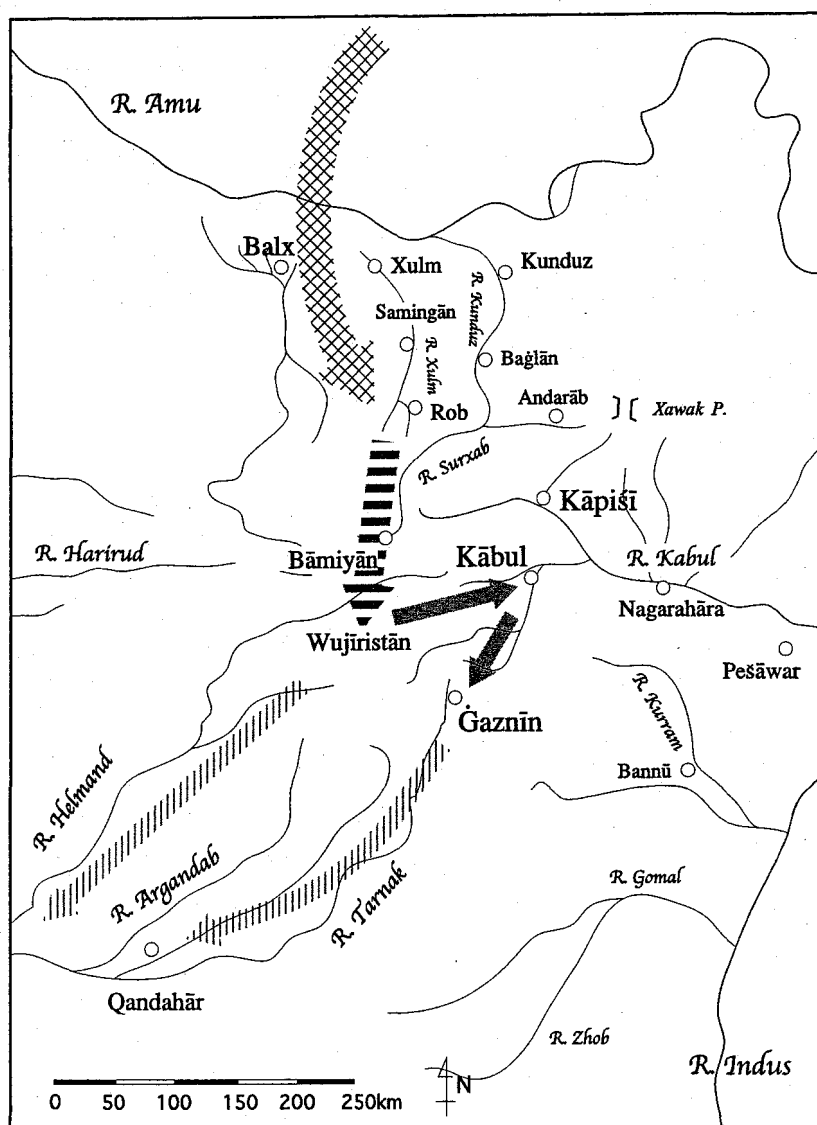 R. Amu
Balx
Xulm
Kunduz
Samingān
R. Kunduz
R. Xulm
Baġlān
Rob
Andarāb
Xawak P.
R. Surxab
Kāpiśī
R. Harirud
Bāmiyān
Kābul
R. Kabul
Nagarahāra
Wujīristān
Pešāwar
Ġaznīn
R. Kurram
Bannū
R. Helmand
R. Argandab
R. Tarnak
R. Gomal
Qandahār
R. Zhob
R. Indus
N
0 50 100 150 200 250km